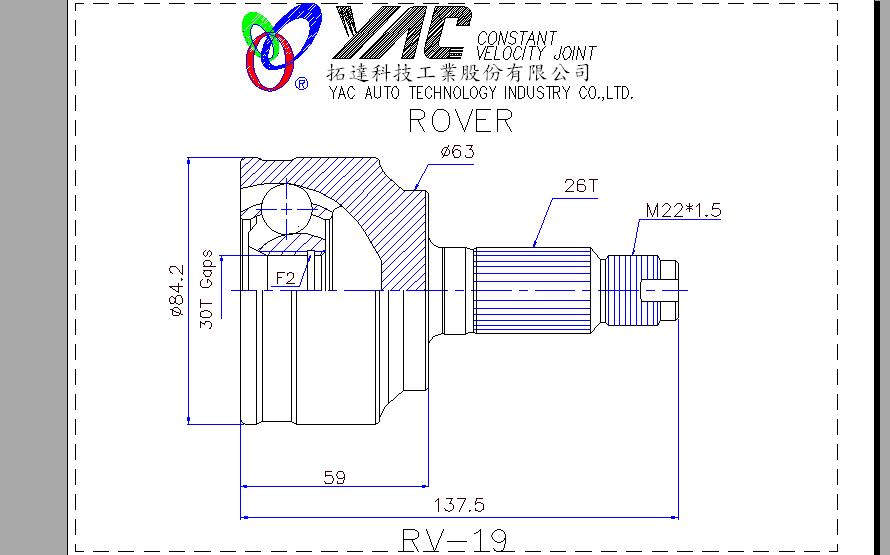 YAC CONSTANT
VELOCITY JOINT
拓達科技工業股份有限公司
®
YAC AUTO TECHNOLOGY INDUSTRY CO.,LTD.
ROVER
ø63
26T
M22*1.5
ø84.2
30T Gaps
F2
59
137.5
RV-19